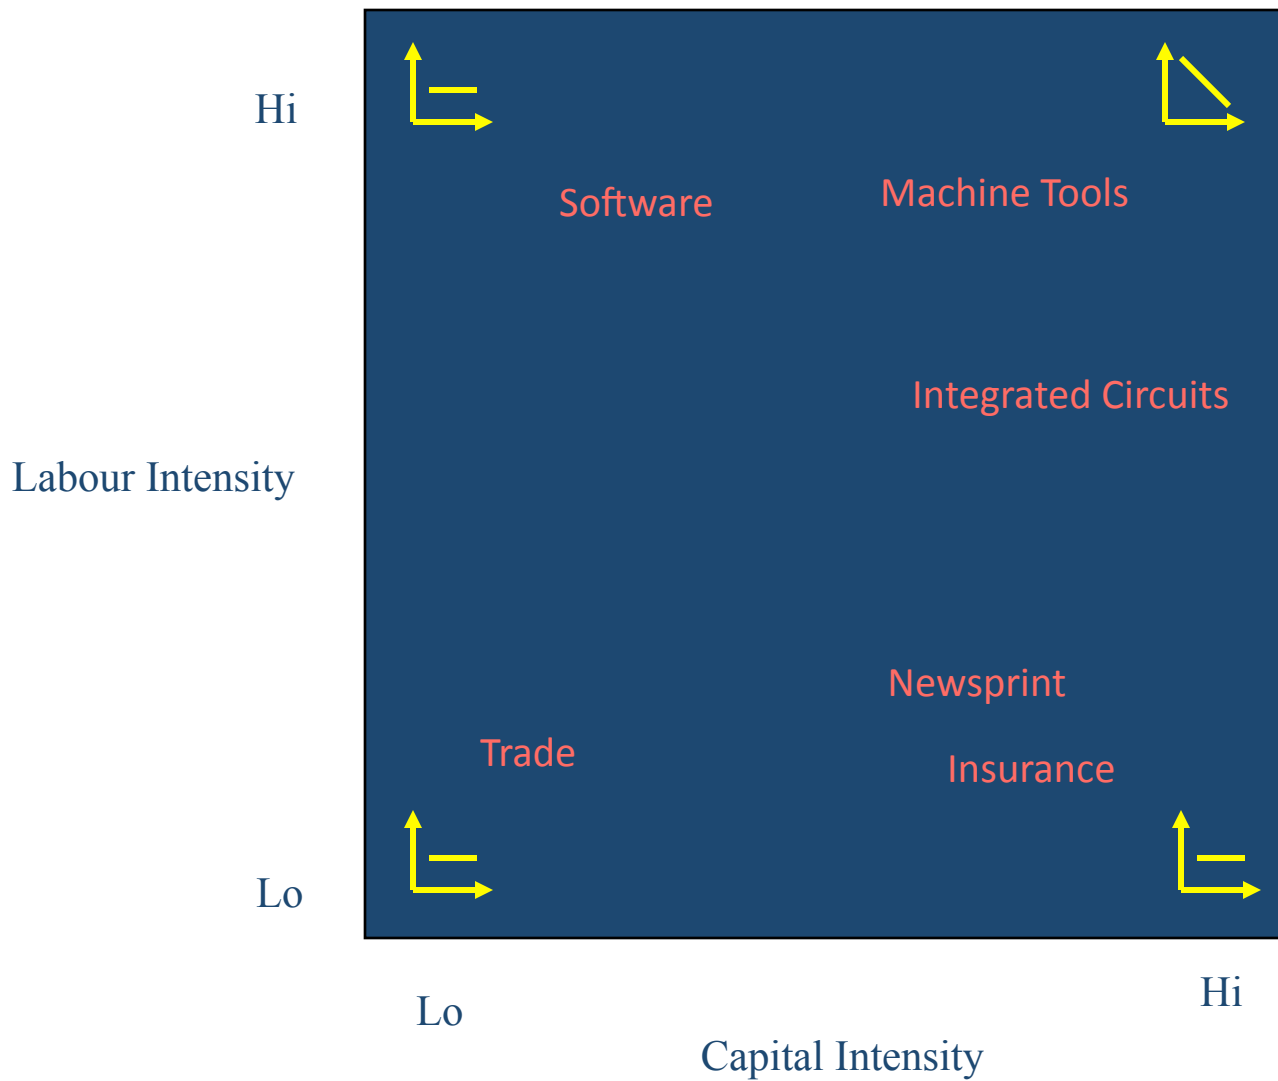 Hi
Software
Machine Tools
Integrated Circuits
Labour Intensity
Newsprint
Trade
Insurance
Lo
Lo
Hi
Capital Intensity